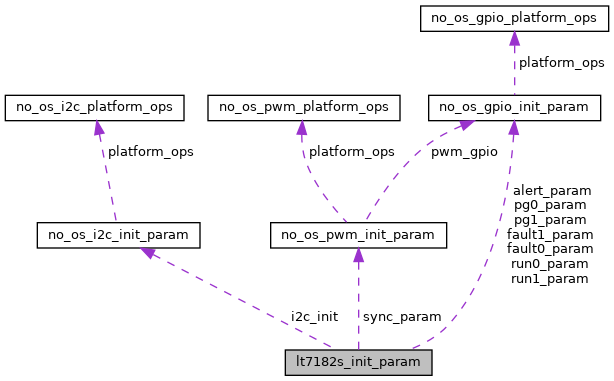 no_os_gpio_platform_ops
platform_ops
no_os_i2c_platform_ops
no_os_pwm_platform_ops
no_os_gpio_init_param
platform_ops
platform_ops
pwm_gpio
alert_param
pg0_param
pg1_param
fault1_param
fault0_param
run0_param
run1_param
no_os_i2c_init_param
no_os_pwm_init_param
i2c_init
sync_param
lt7182s_init_param